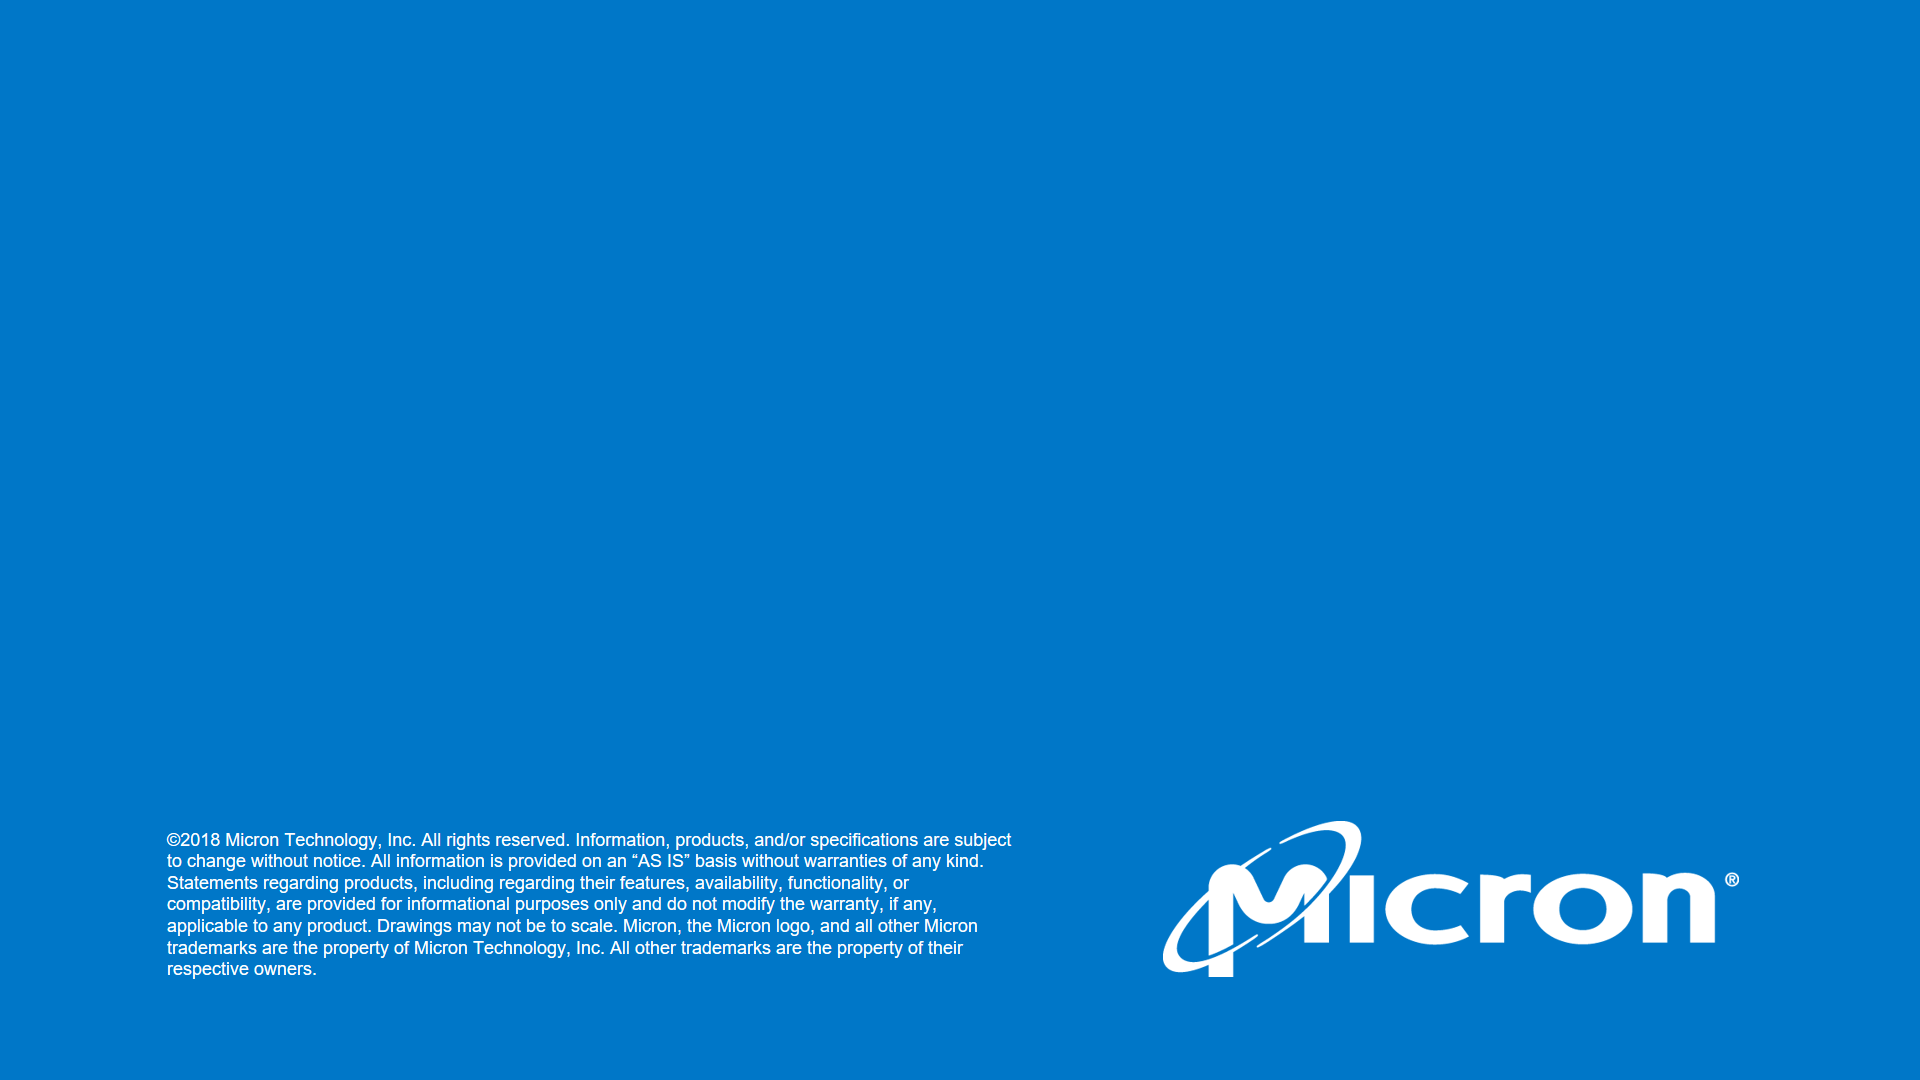 ©2018 Micron Technology, Inc. All rights reserved. Information, products, and/or specifications are subject
to change without notice. All information is provided on an “AS IS” basis without warranties of any kind.
Statements regarding products, including regarding their features, availability, functionality, or
compatibility, are provided for informational purposes only and do not modify the warranty, if any,
applicable to any product. Drawings may not be to scale. Micron, the Micron logo, and all other Micron
trademarks are the property of Micron Technology, Inc. All other trademarks are the property of their
respective owners.
Micron®